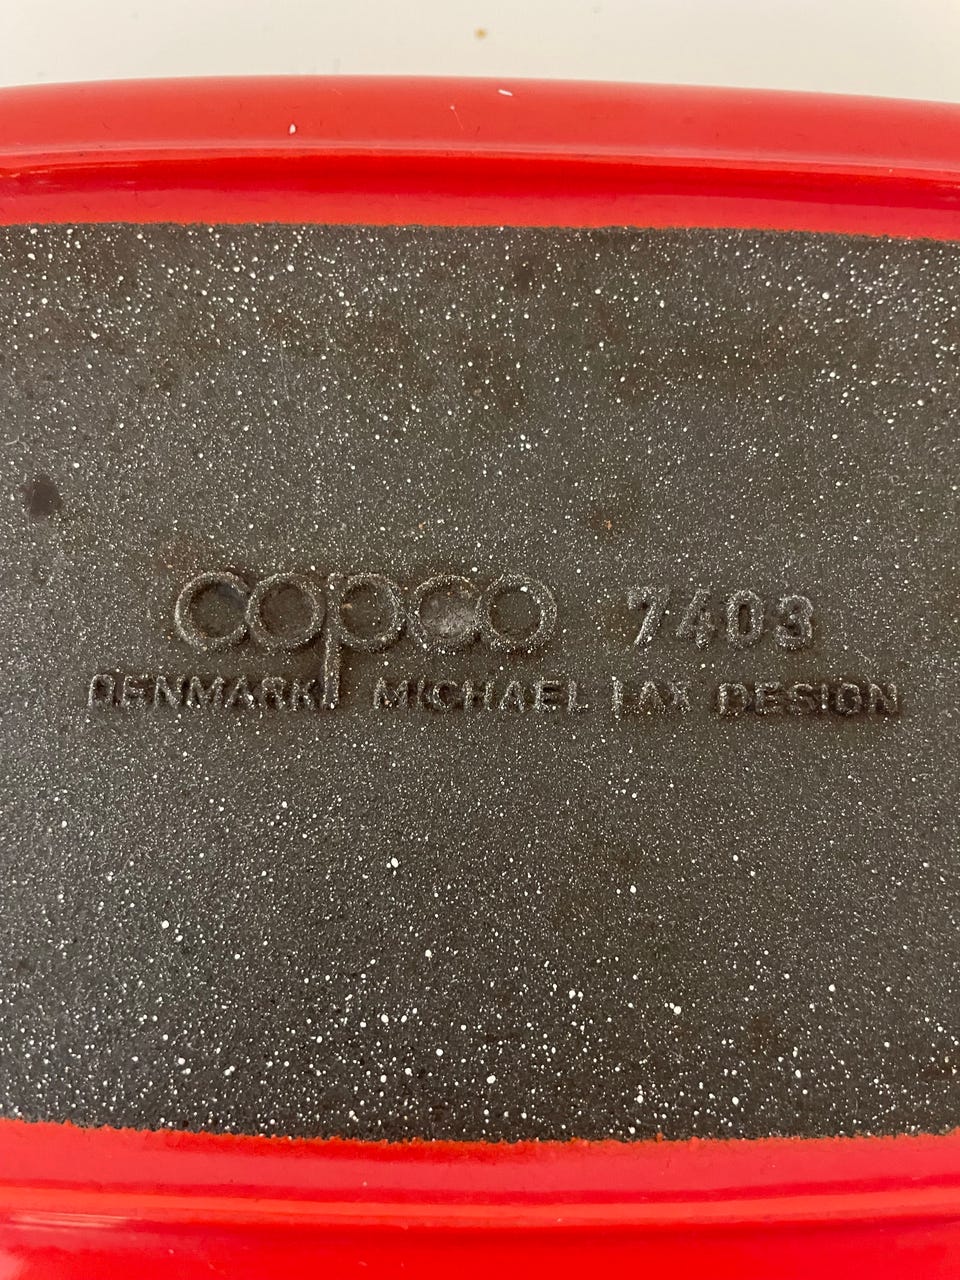 copco 7403
DENMARK MICHAEL LAX DESIGN